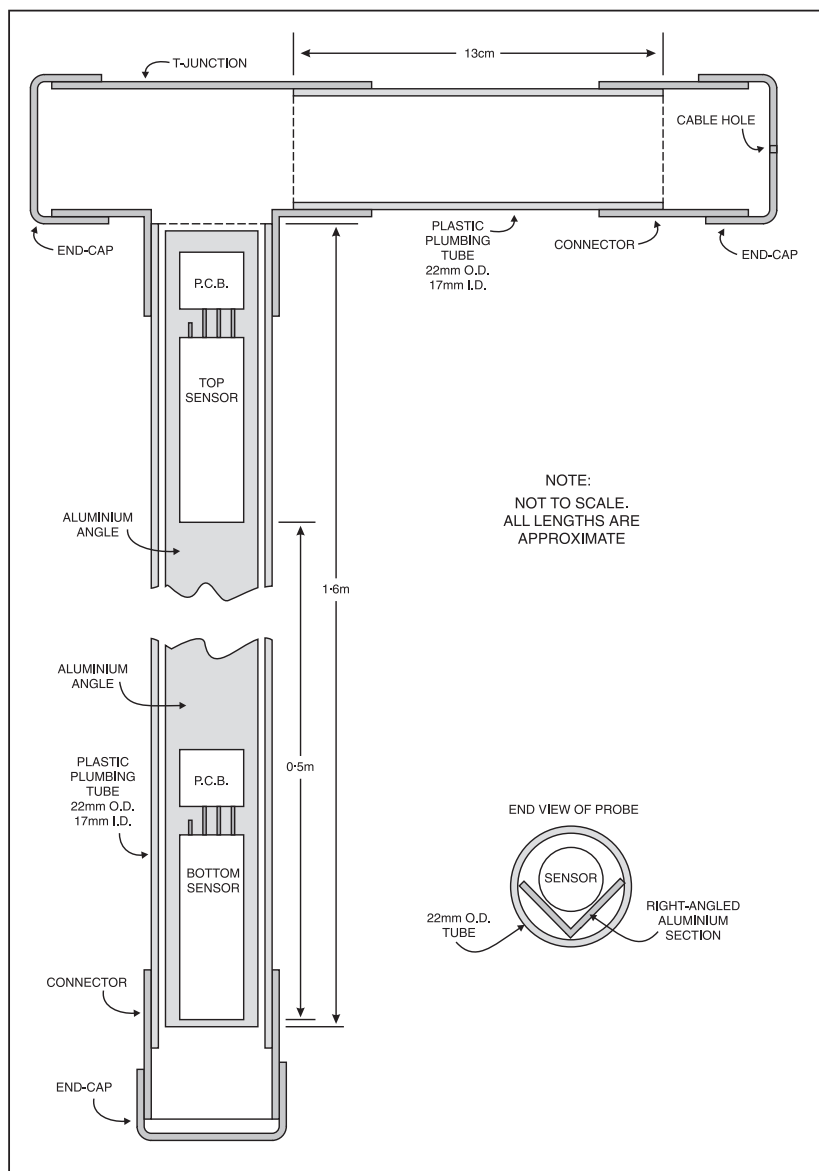 13cm
T-JUNCTION
CABLE HOLE
END-CAP
PLASTIC
PLUMBING
TUBE
22mm O.D.
17mm I.D.
CONNECTOR
END-CAP
P.C.B.
TOP
SENSOR
NOTE:
NOT TO SCALE.
ALL LENGTHS ARE
APPROXIMATE
ALUMINIUM
ANGLE
1·6m
ALUMINIUM
ANGLE
0·5m
PLASTIC
PLUMBING
TUBE
22mm O.D.
17mm I.D.
P.C.B.
BOTTOM
SENSOR
END VIEW OF PROBE
SENSOR
22mm O.D.
TUBE
RIGHT-ANGLED
ALUMINIUM
SECTION
CONNECTOR
END-CAP